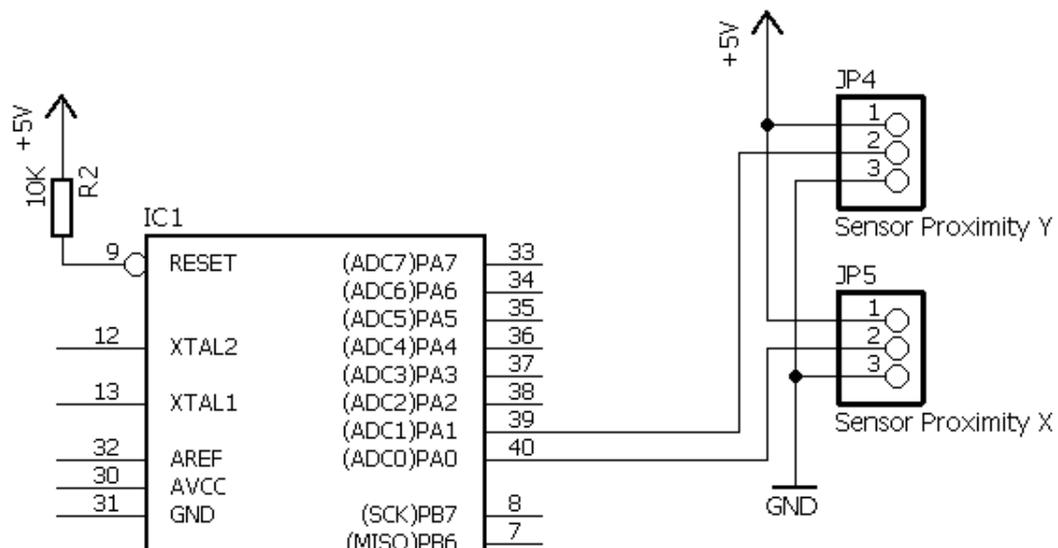 +5V
JP4
1
2
3
Sensor Proximity Y
+5V
10K
R2
IC1
9
RESET
(ADC7)PA7
33
(ADC6)PA6
34
(ADC5)PA5
35
12
XTAL2
(ADC4)PA4
36
(ADC3)PA3
37
13
XTAL1
(ADC2)PA2
38
(ADC1)PA1
39
32
AREF
(ADC0)PA0
40
30
AVCC
31
GND
(SCK)PB7
8
(MISO)PB6
7
JP5
1
2
3
Sensor Proximity X
GND